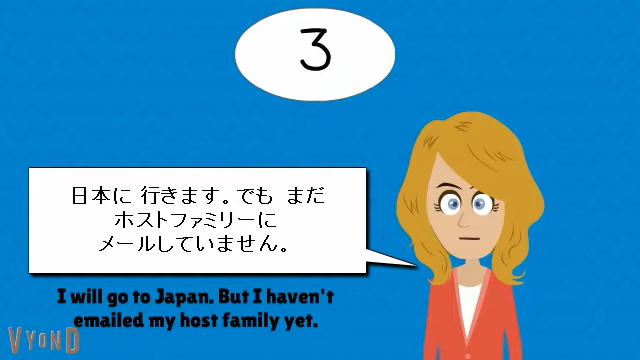 3
日本に 行きます。でも まだ
ホストファミリーに
メールしていません。
I will go to Japan. But I haven't
emailed my host family yet.
VYOND